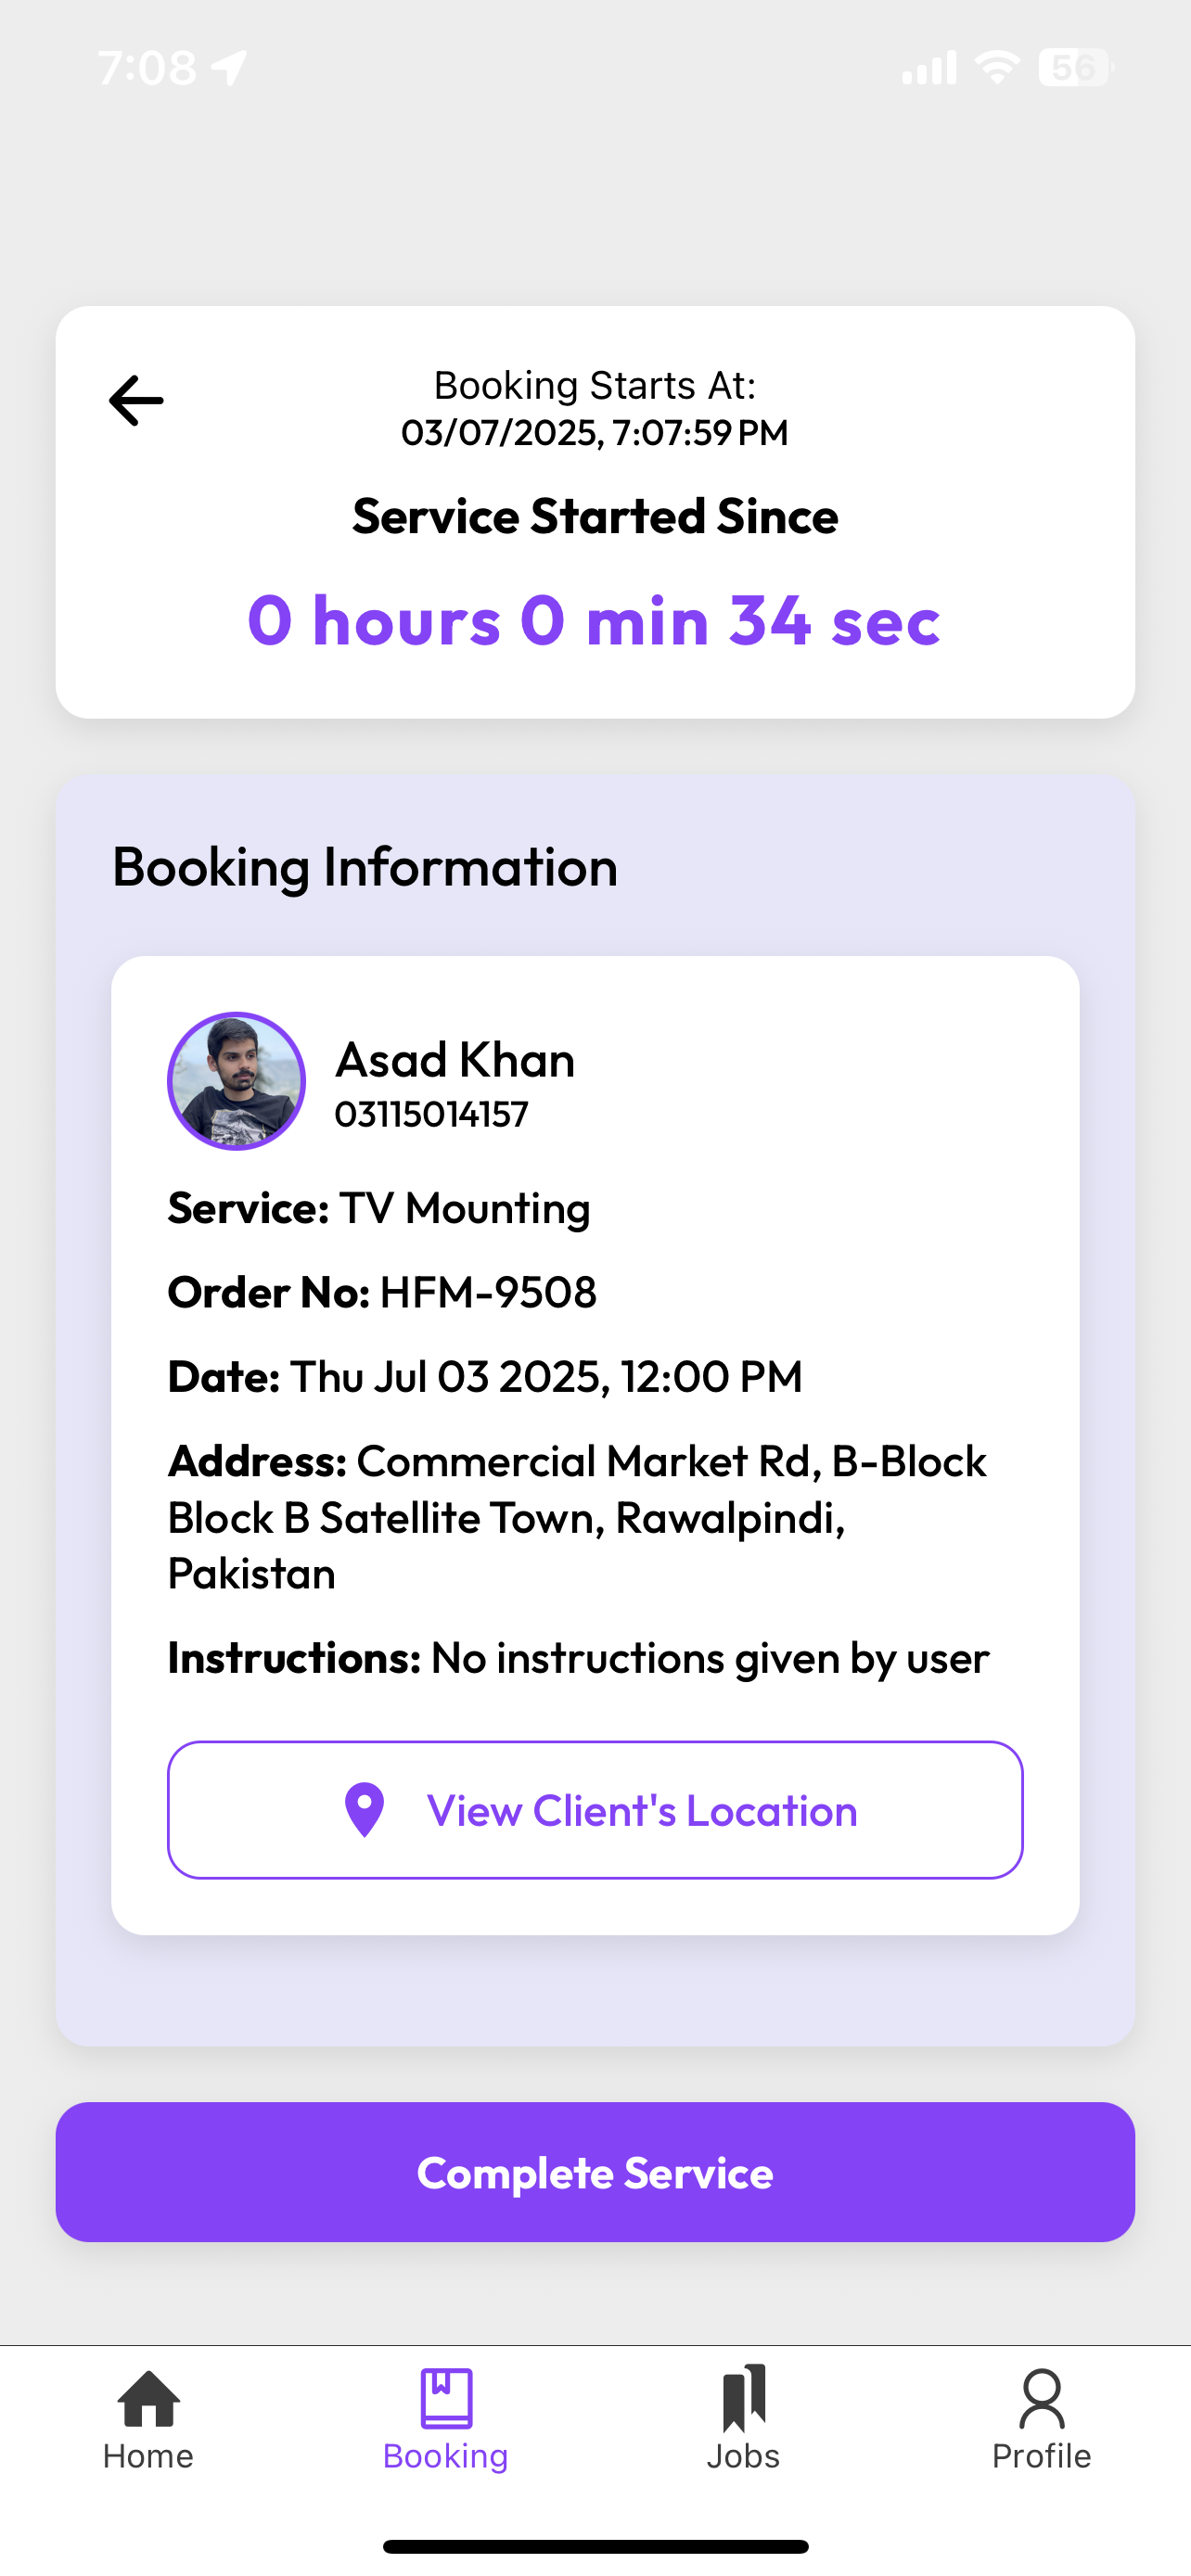 7:08
56
Booking Starts At:
03/07/2025, 7:07:59 PM
Service Started Since
0 hours 0 min 34 sec
Booking Information
Asad Khan
03115014157
Service: TV Mounting
Order No: HFM-9508
Date: Thu Jul 03 2025, 12:00 PM
Address: Commercial Market Rd, B-Block
Block B Satellite Town, Rawalpindi,
Pakistan
Instructions: No instructions given by user
View Client's Location
Complete Service
Home
Booking
Jobs
Profile